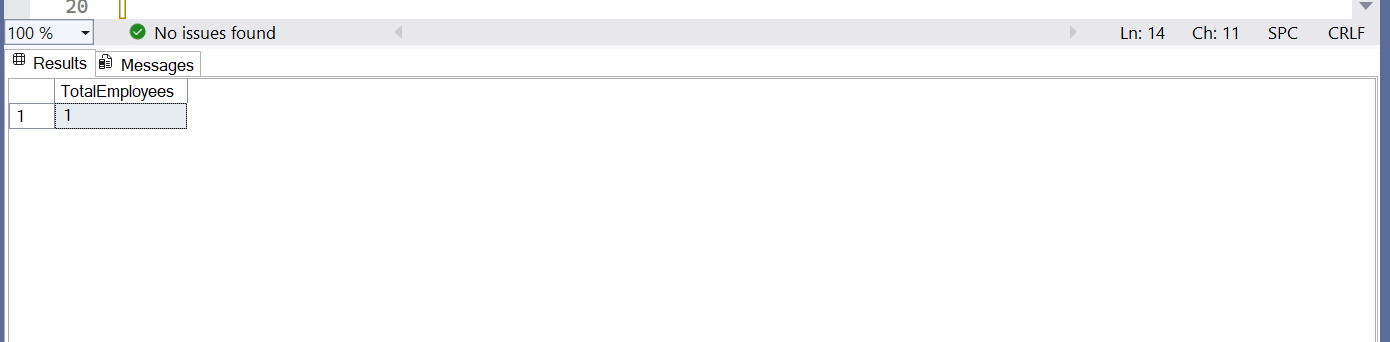 20
100 % No issues found Ln: 14 Ch: 11 SPC CRLF
Results Messages
TotalEmployees
1 1